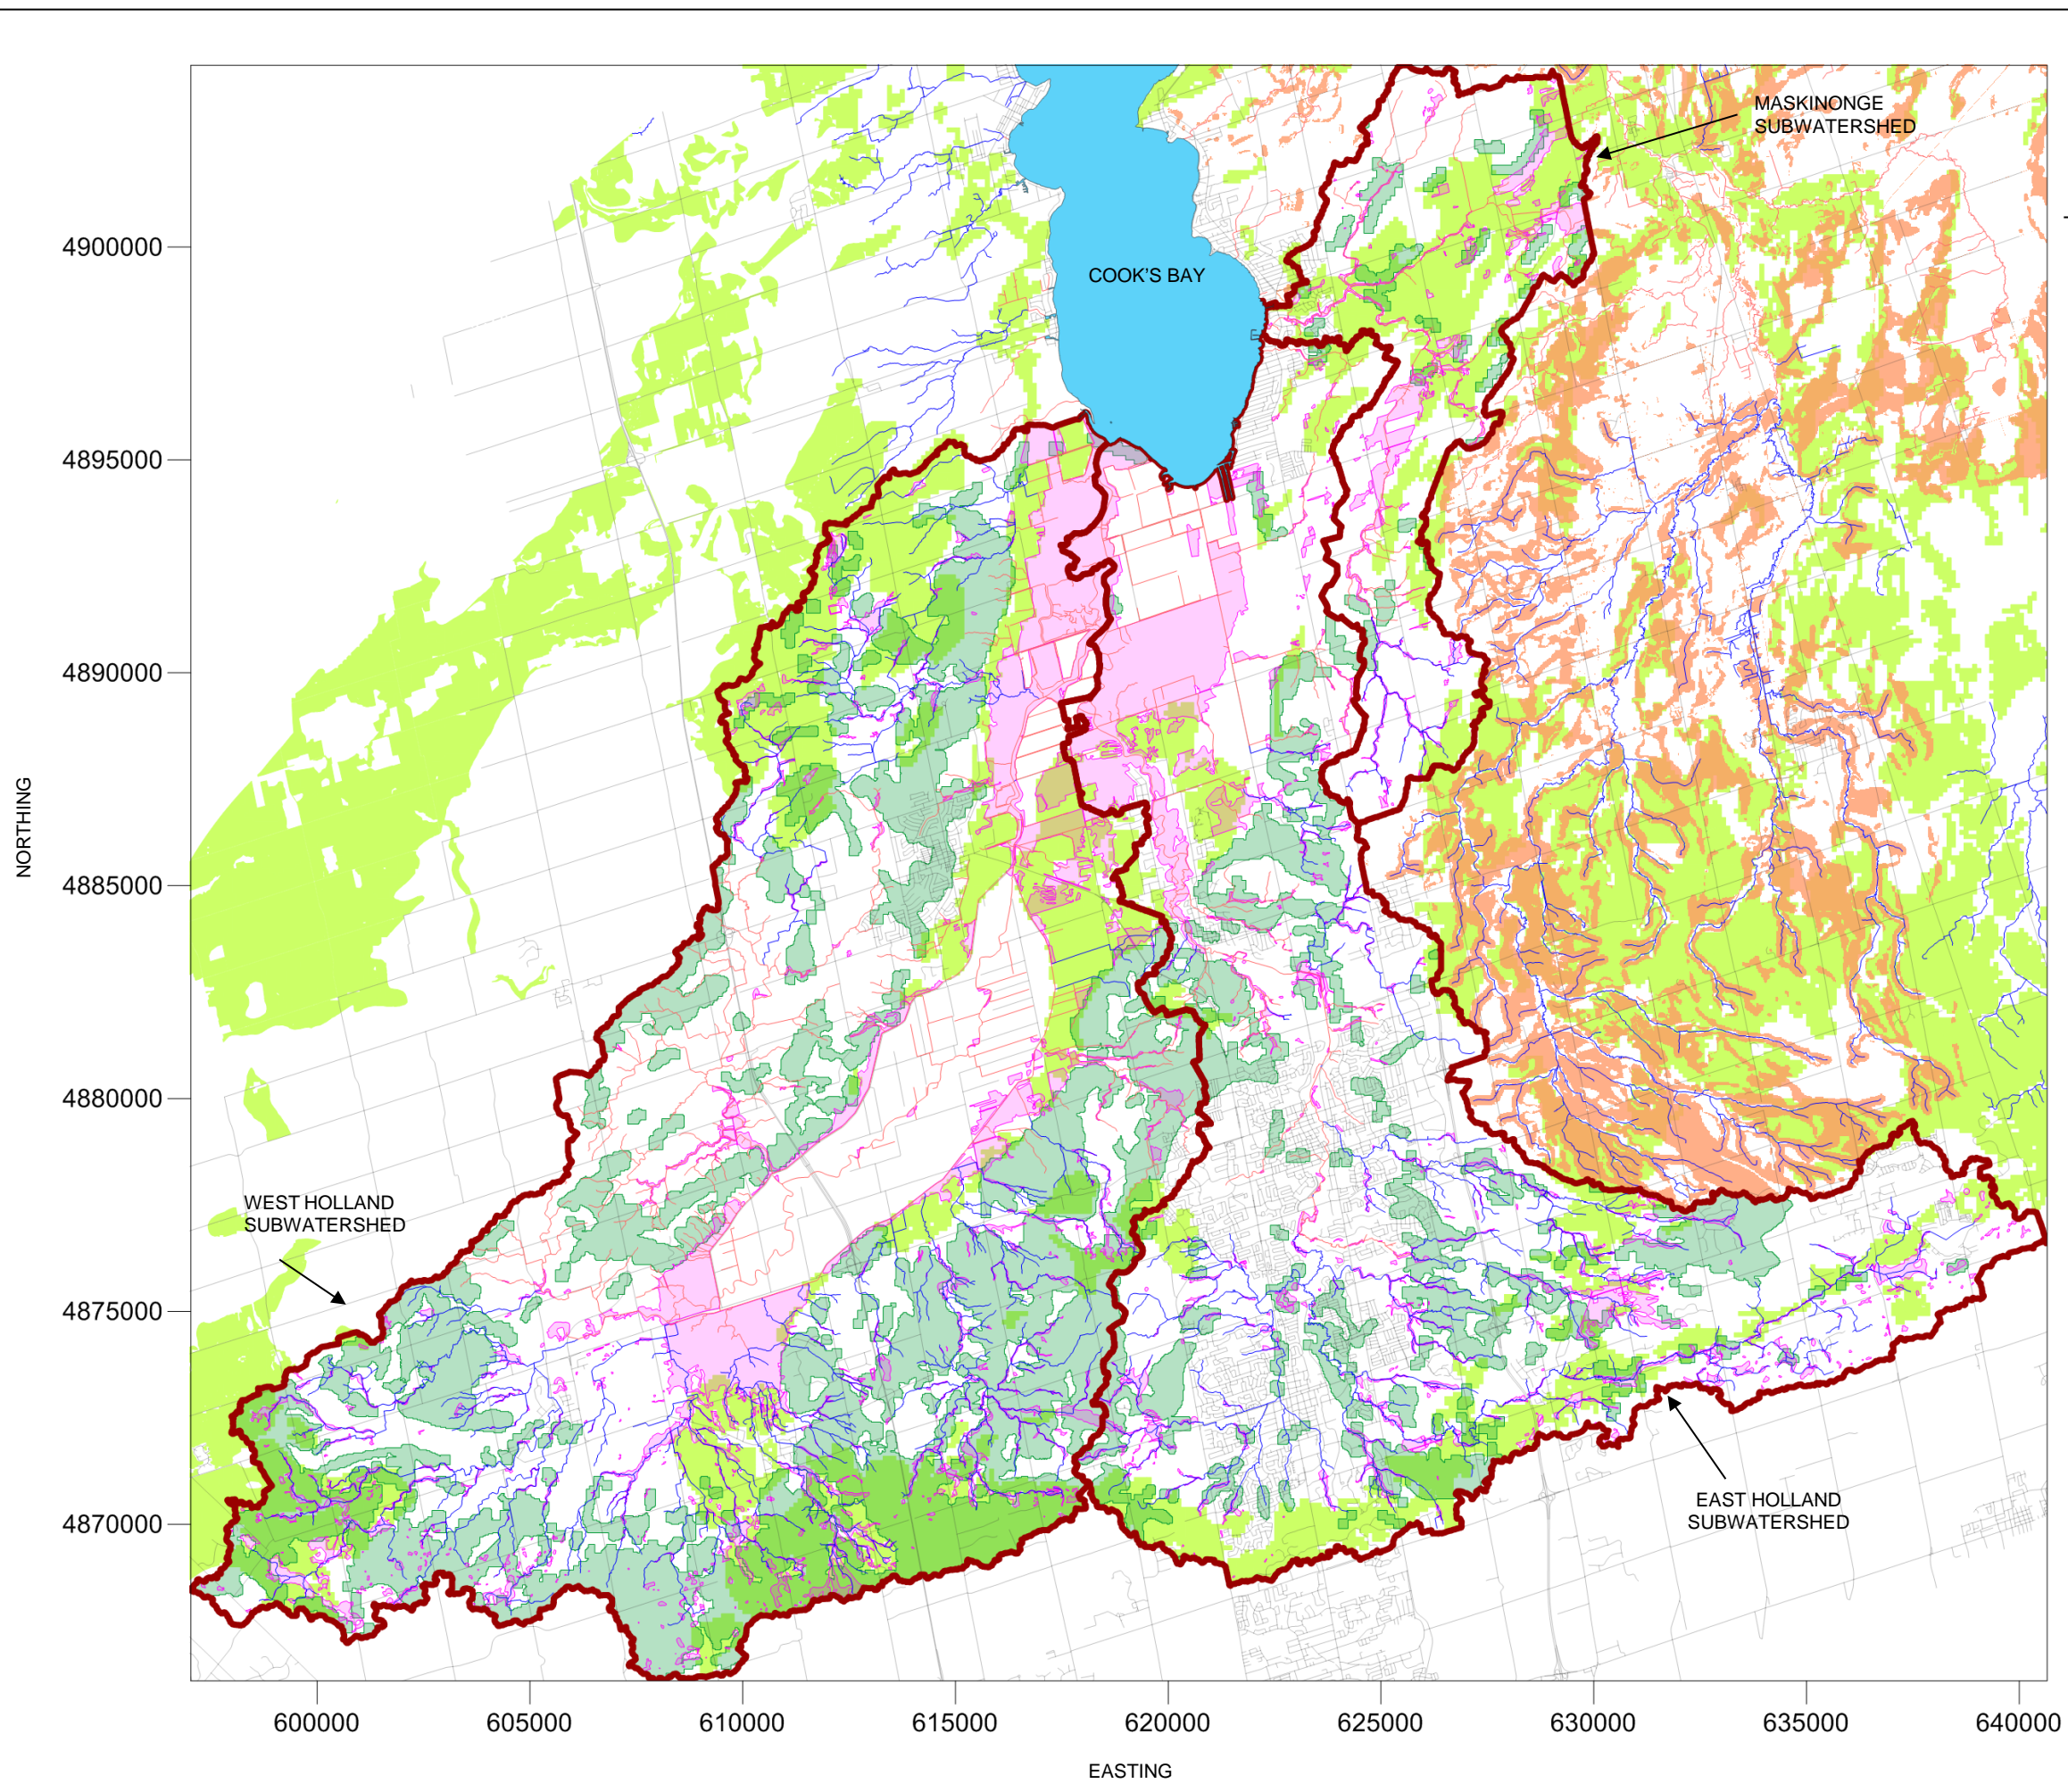 MASKINONGE
SUBWATERSHED
COOK'S BAY
4900000
4895000
4890000
4885000
4880000
4875000
4870000
NORTHING
WEST HOLLAND
SUBWATERSHED
EAST HOLLAND
SUBWATERSHED
600000
605000
610000
615000
620000
625000
630000
635000
640000
EASTING